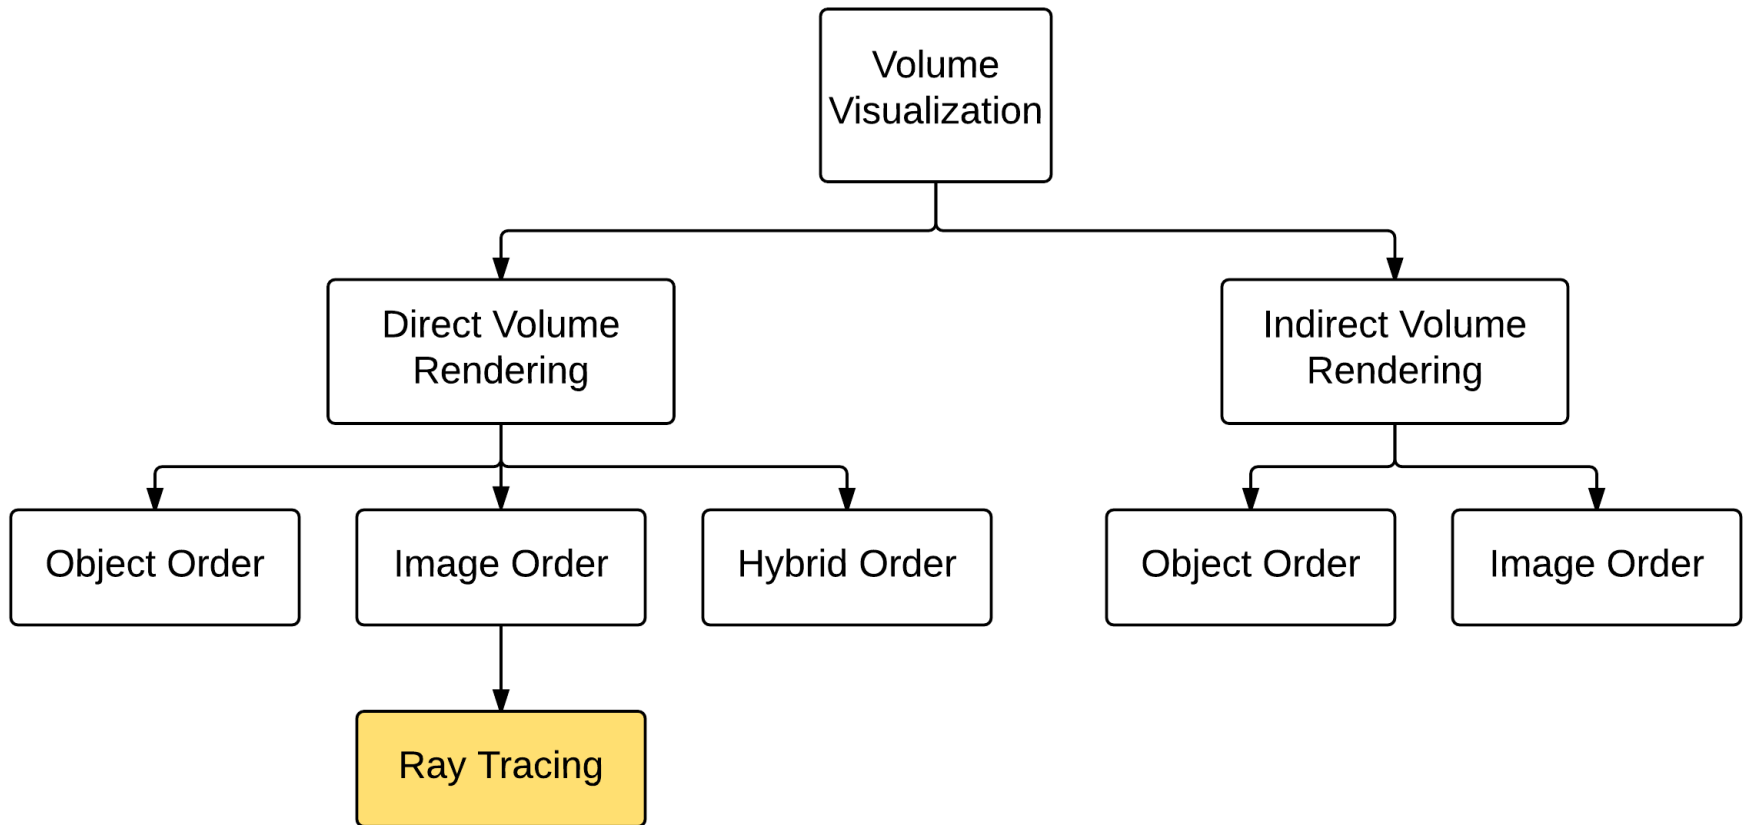 Volume
Visualization
Direct Volume
Rendering
Indirect Volume
Rendering
Object Order
Image Order
Hybrid Order
Object Order
Image Order
Ray Tracing